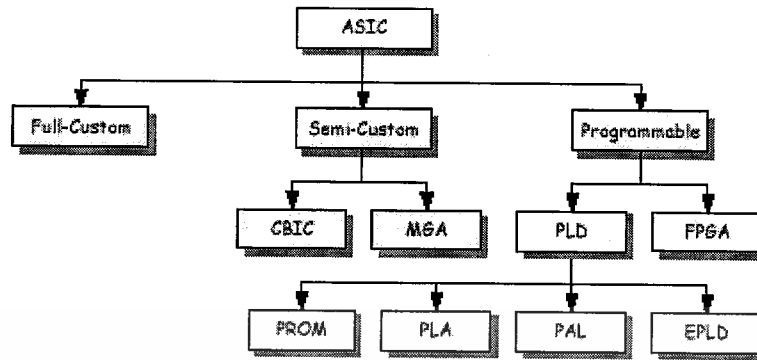 ASIC
Full-Custom Semi-Custom Programmable
CBIC MGA PLD FPGA
PROM PLA PAL EPLD